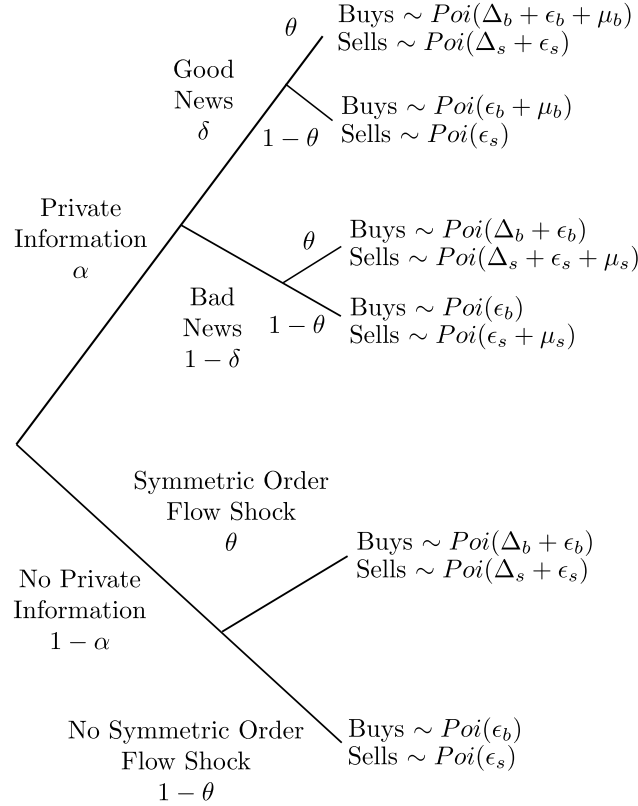 θ
Buys ∼ Poi(Δ_b + ϵ_b + μ_b)
Sells ∼ Poi(Δ_s + ϵ_s)
Good
News
δ
1 − θ
Buys ∼ Poi(ϵ_b + μ_b)
Sells ∼ Poi(ϵ_s)
Private
Information
α
θ
Buys ∼ Poi(Δ_b + ϵ_b)
Sells ∼ Poi(Δ_s + ϵ_s + μ_s)
Bad
News
1 − δ
1 − θ
Buys ∼ Poi(ϵ_b)
Sells ∼ Poi(ϵ_s + μ_s)
Symmetric Order
Flow Shock
θ
Buys ∼ Poi(Δ_b + ϵ_b)
Sells ∼ Poi(Δ_s + ϵ_s)
No Private
Information
1 − α
No Symmetric Order
Flow Shock
1 − θ
Buys ∼ Poi(ϵ_b)
Sells ∼ Poi(ϵ_s)